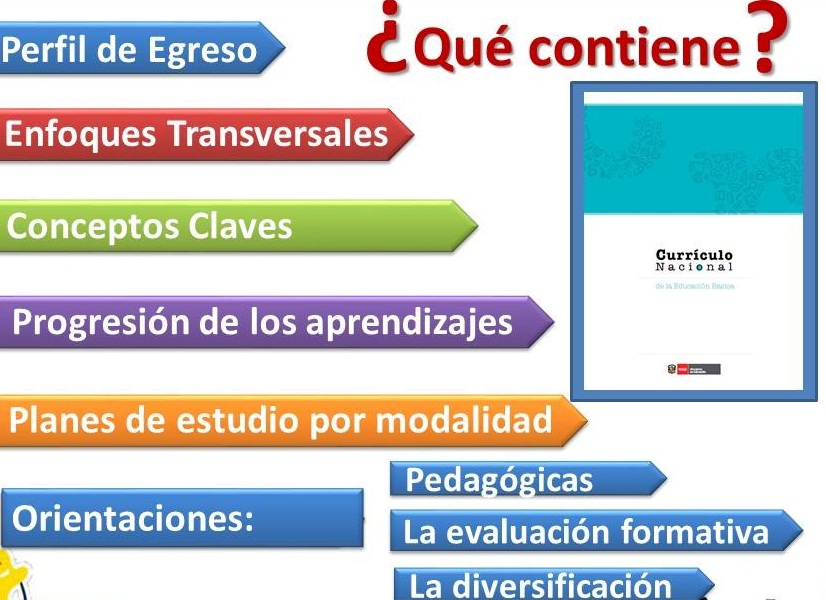 ¿Qué contiene?
Perfil de Egreso
Enfoques Transversales
Conceptos Claves
Progresión de los aprendizajes
Planes de estudio por modalidad
Orientaciones:
Pedagógicas
La evaluación formativa
La diversificación
Currículo
Nacional
de la Educación Básica